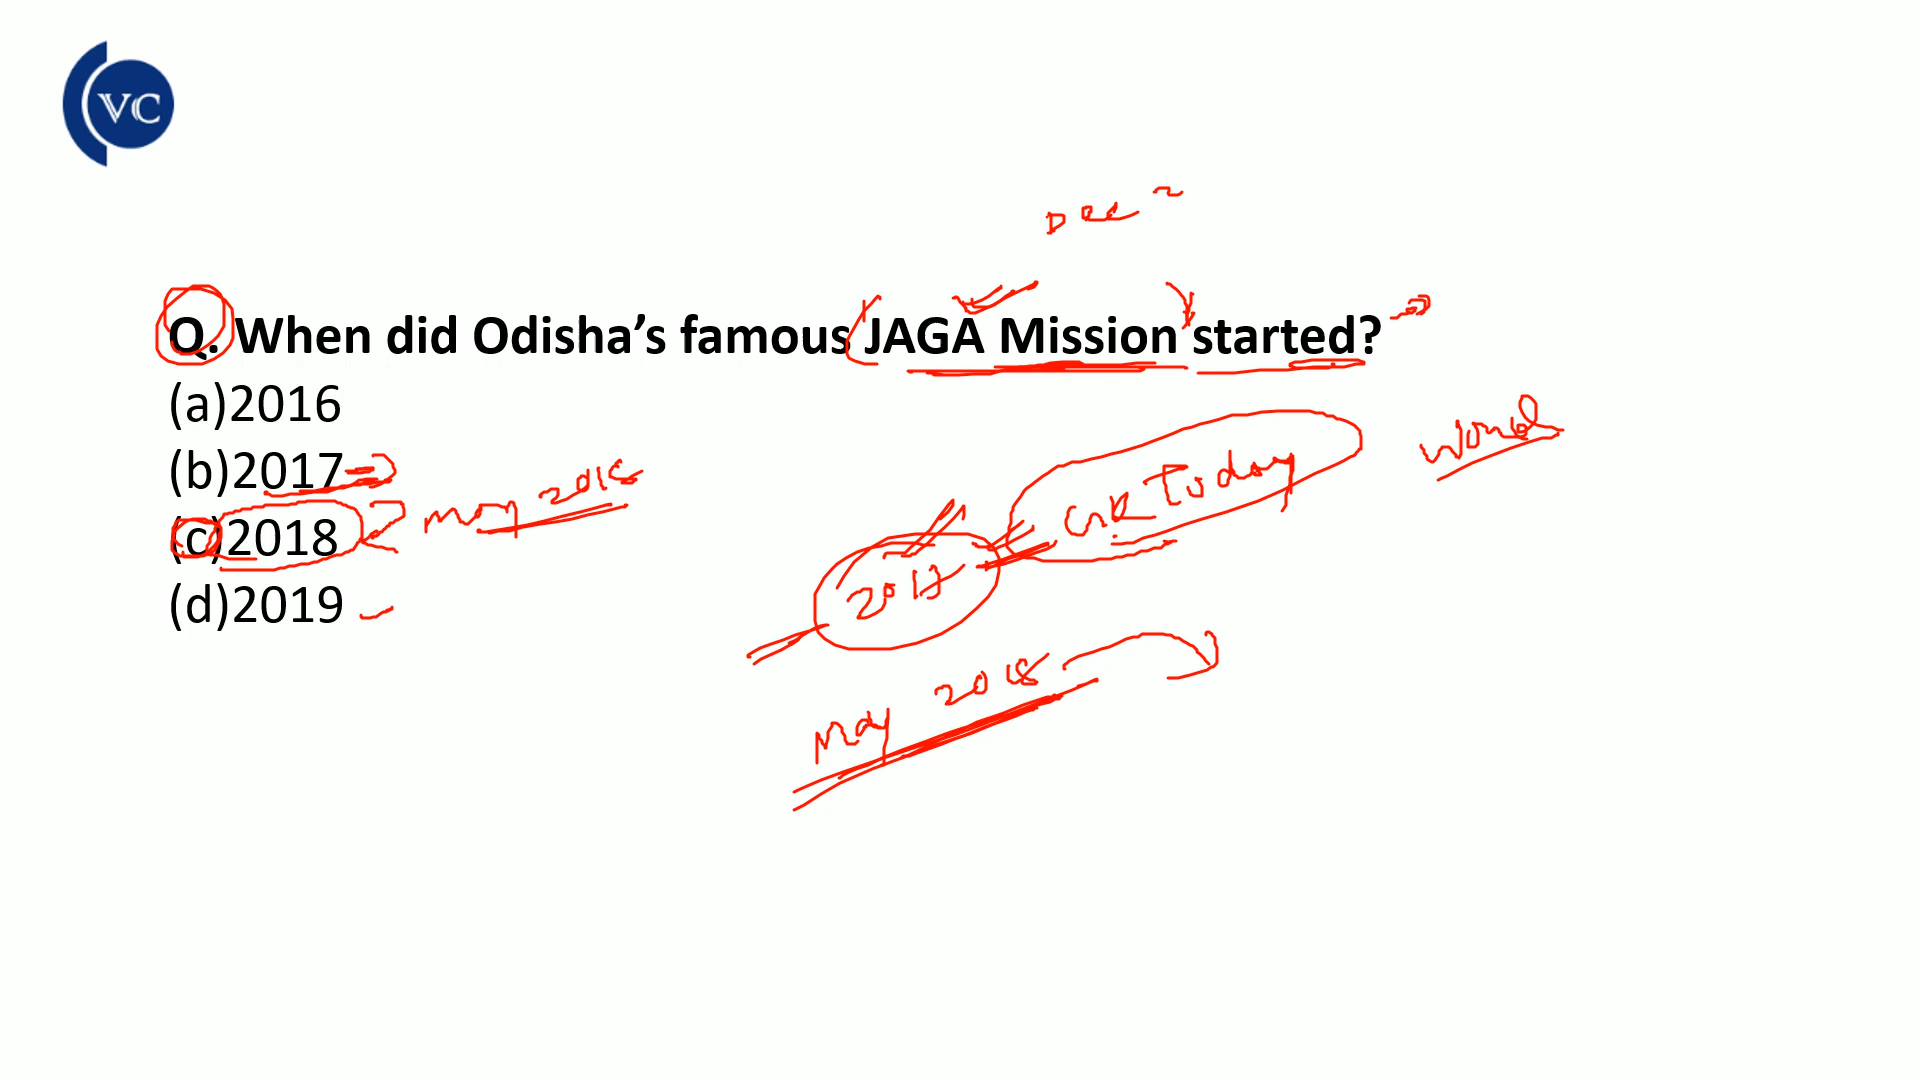 VC
Dec
Q. When did Odisha’s famous JAGA Mission started?
(a)2016
(b)2017
(c)2018 May 2018
(d)2019
World
GK Today
2017
May 2018